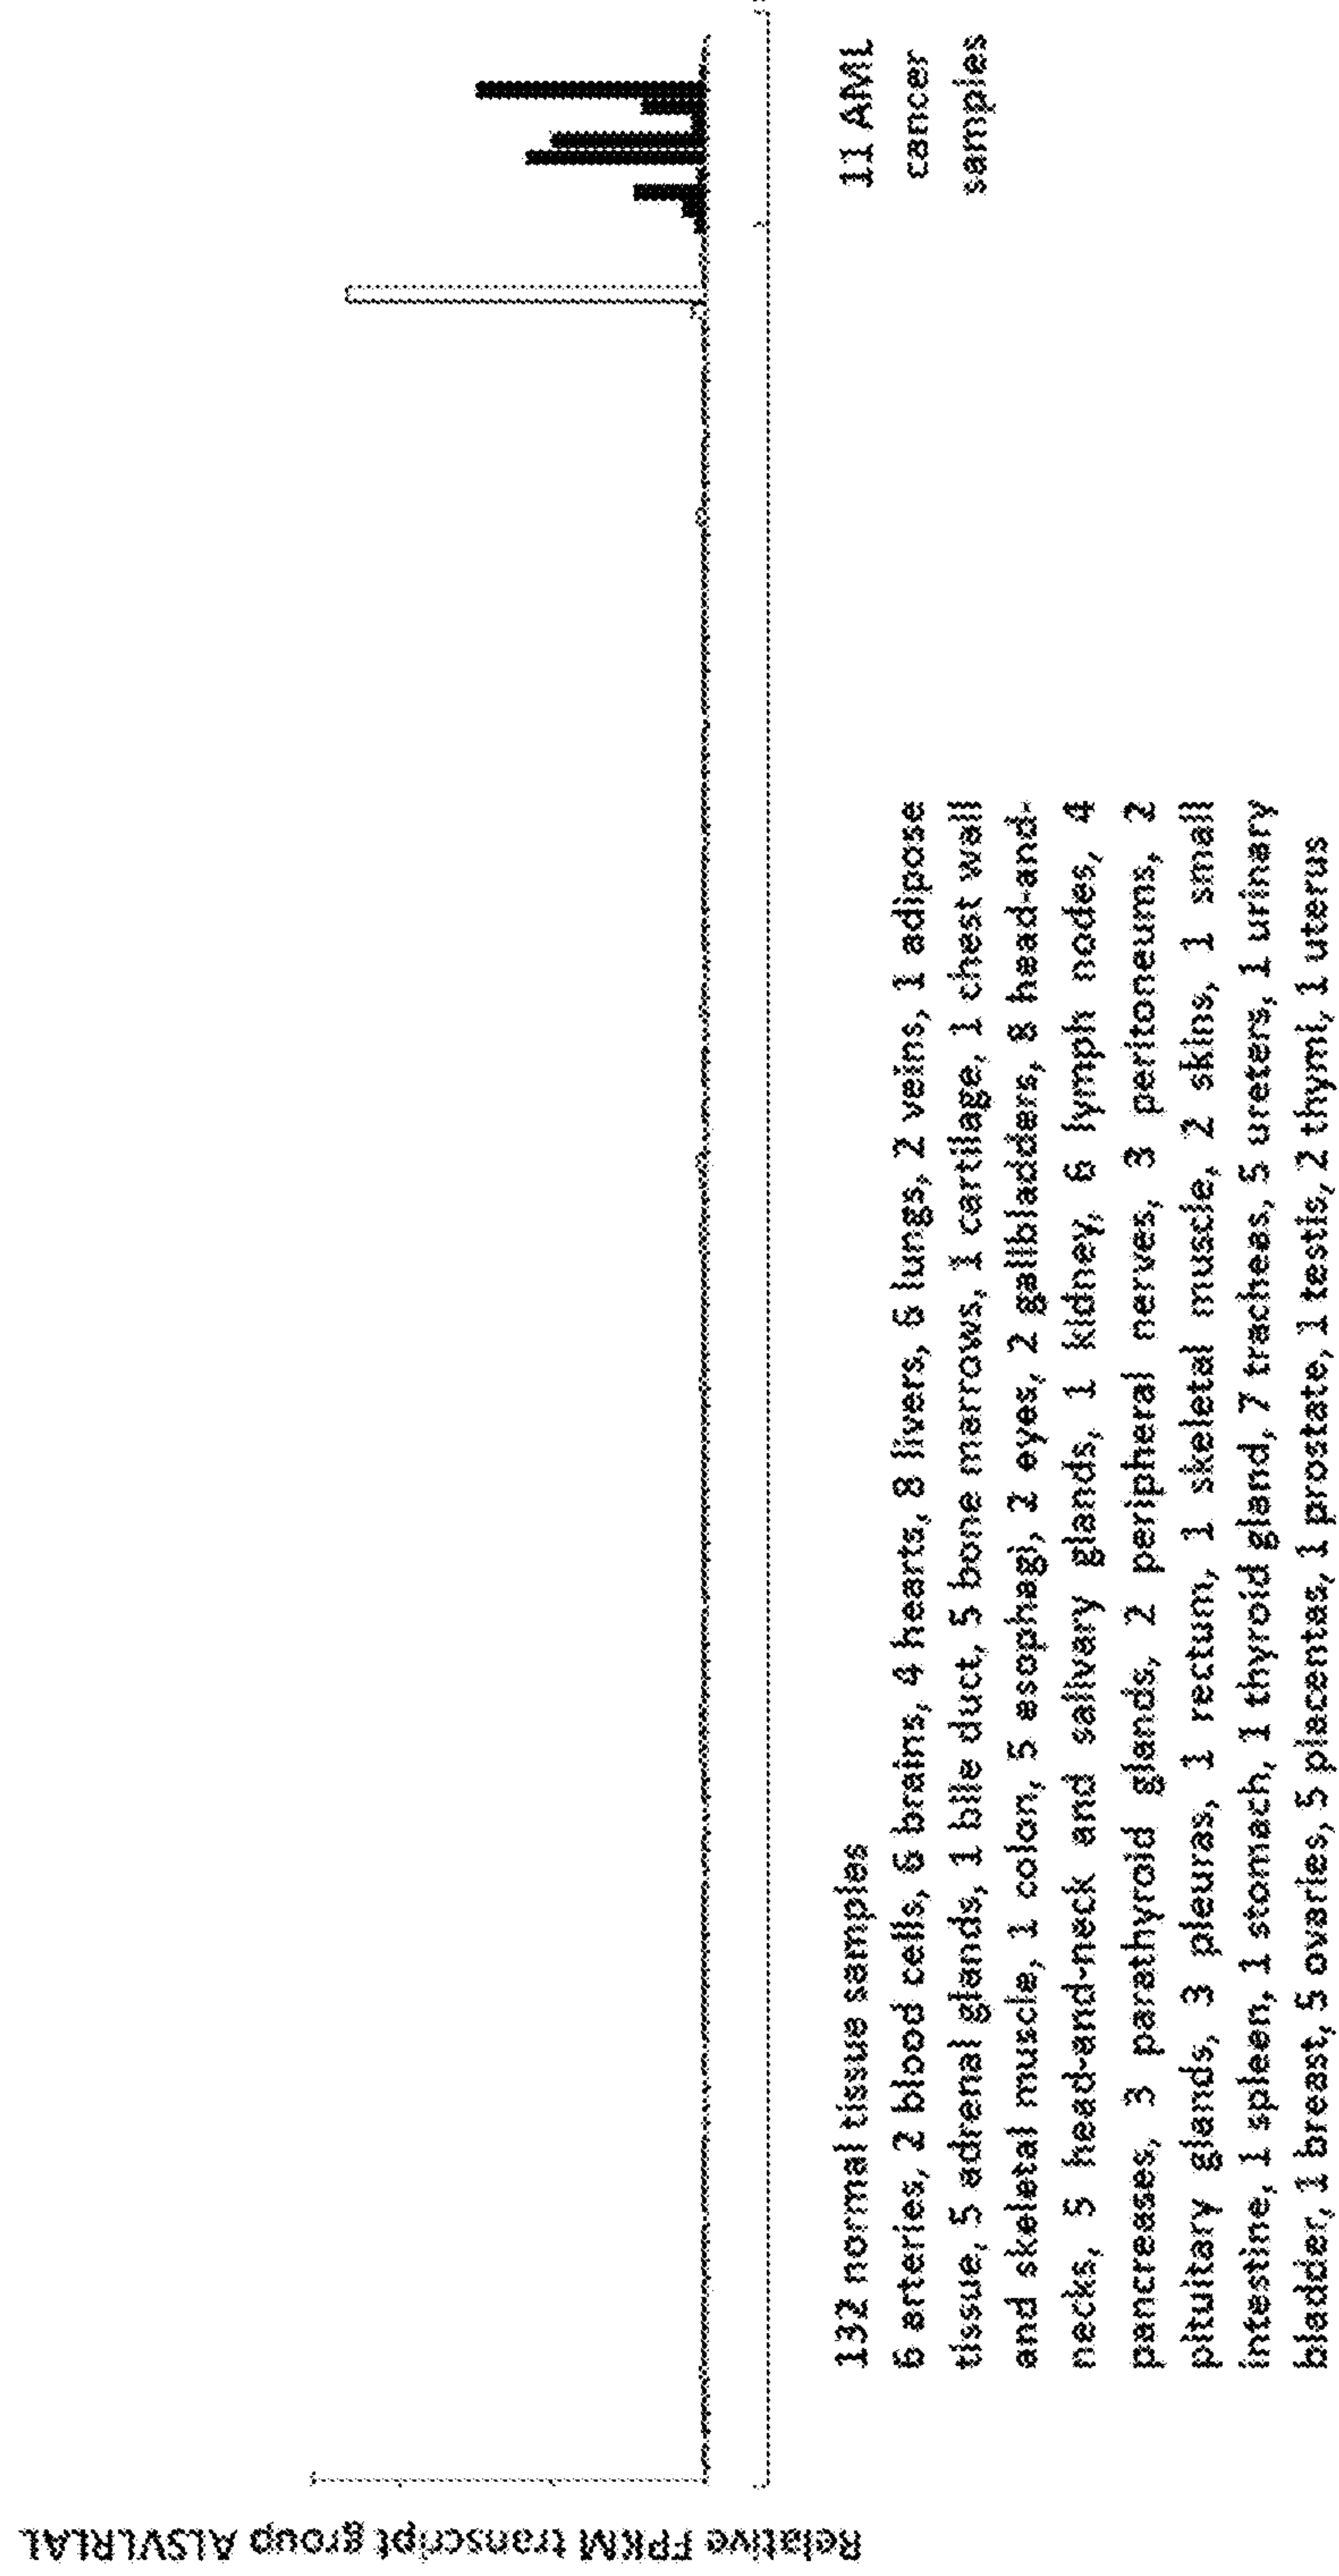 Relative FPKM transcript group ALSVLRLAL
132 normal tissue samples
6 arteries, 2 blood cells, 6 brains, 4 hearts, 8 livers, 6 lungs, 2 veins, 1 adipose
tissue, 5 adrenal glands, 1 bile duct, 5 bone marrows, 1 cartilage, 1 chest wall
and skeletal muscle, 1 colon, 5 esophagi, 2 eyes, 2 gallbladders, 8 head-and-
necks, 5 head-and-neck and salivary glands, 1 kidney, 6 lymph nodes, 4
pancreases, 3 parathyroid glands, 2 peripheral nerves, 3 peritoneums, 2
pituitary glands, 3 pleuras, 1 rectum, 1 skeletal muscle, 2 skins, 1 small
intestine, 1 spleen, 1 stomach, 1 thyroid gland, 7 tracheas, 5 ureters, 1 urinary
bladder, 1 breast, 5 ovaries, 5 placentas, 1 prostate, 1 testis, 2 thymi, 1 uterus
11 AML
cancer
samples